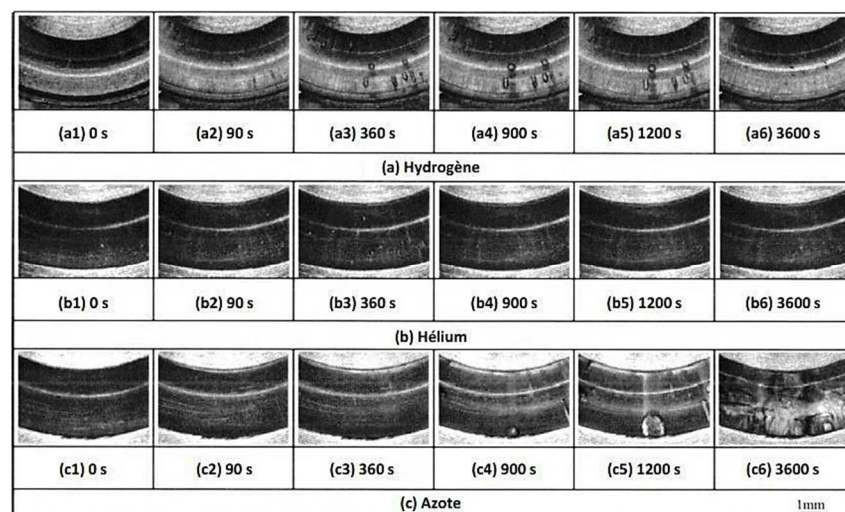 (a1) 0 s (a2) 90 s (a3) 360 s (a4) 900 s (a5) 1200 s (a6) 3600 s
(a) Hydrogène
(b1) 0 s (b2) 90 s (b3) 360 s (b4) 900 s (b5) 1200 s (b6) 3600 s
(b) Hélium
(c1) 0 s (c2) 90 s (c3) 360 s (c4) 900 s (c5) 1200 s (c6) 3600 s
(c) Azote
1mm